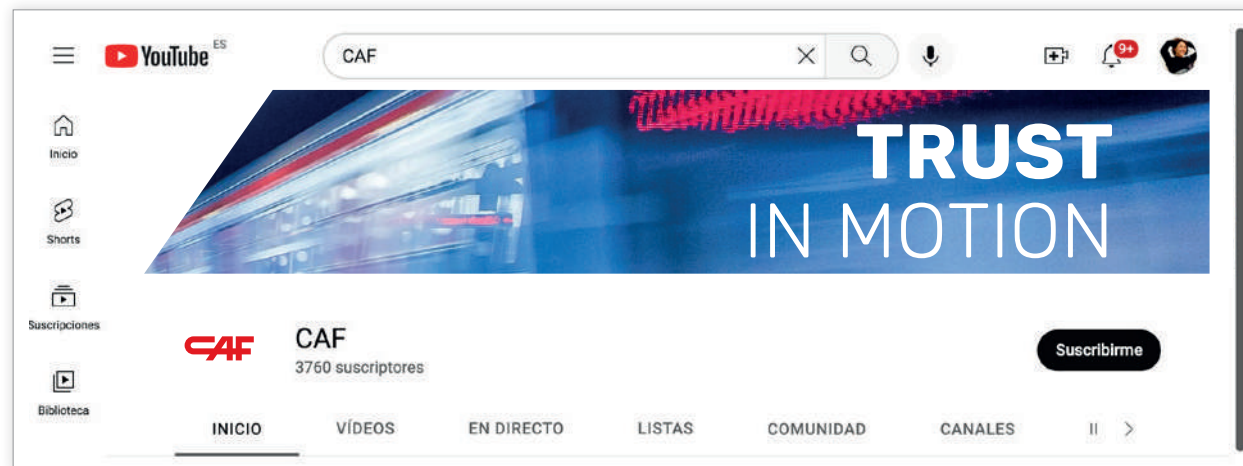 YouTube ES
CAF
9+
Inicio
Shorts
Suscripciones
Biblioteca
TRUST
IN MOTION
CAF
CAF
3760 suscriptores
Suscribirme
INICIO VÍDEOS EN DIRECTO LISTAS COMUNIDAD CANALES